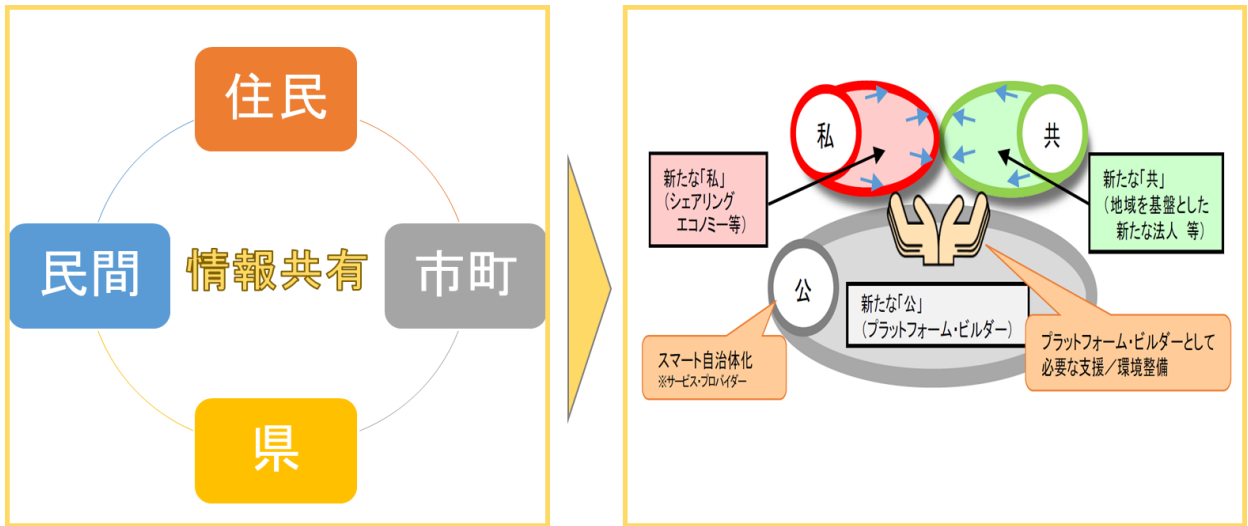 住民
民間
情報共有
市町
県
私
共
新たな「私」
（シェアリング
エコノミー等）
新たな「共」
（地域を基盤とした
新たな法人 等）
公
新たな「公」
（プラットフォーム・ビルダー）
スマート自治体化
※サービス・プロバイダー
プラットフォーム・ビルダーとして
必要な支援／環境整備